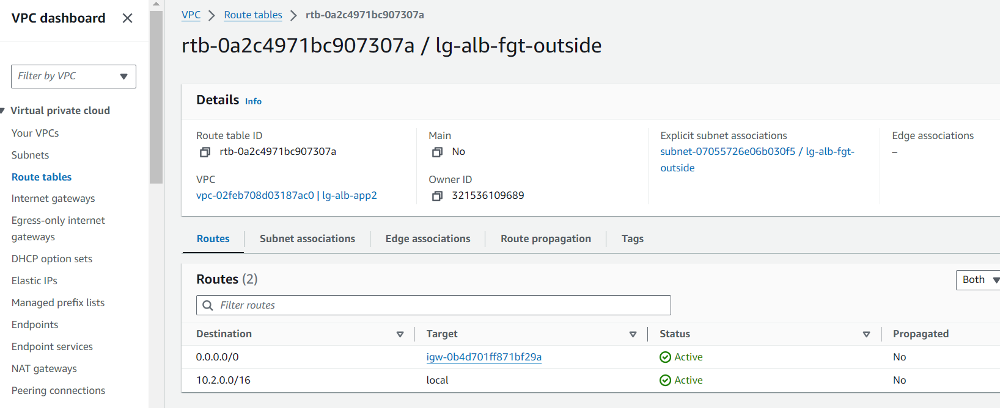 VPC dashboard
Filter by VPC
Virtual private cloud
Your VPCs
Subnets
Route tables
Internet gateways
Egress-only internet
gateways
DHCP option sets
Elastic IPs
Managed prefix lists
Endpoints
Endpoint services
NAT gateways
Peering connections
VPC Route tables rtb-0a2c4971bc907307a
rtb-0a2c4971bc907307a / lg-alb-fgt-outside
Details Info
Route table ID
rtb-0a2c4971bc907307a
VPC
vpc-02feb708d03187ac0 | lg-alb-app2
Main
No
Owner ID
321536109689
Explicit subnet associations
subnet-07055726e06b030f5 / lg-alb-fgt-
outside
Edge associations
–
Routes Subnet associations Edge associations Route propagation Tags
Routes (2)
Both
Filter routes
Destination Target Status Propagated
0.0.0.0/0 igw-0b4d701ff871bf29a Active No
10.2.0.0/16 local Active No